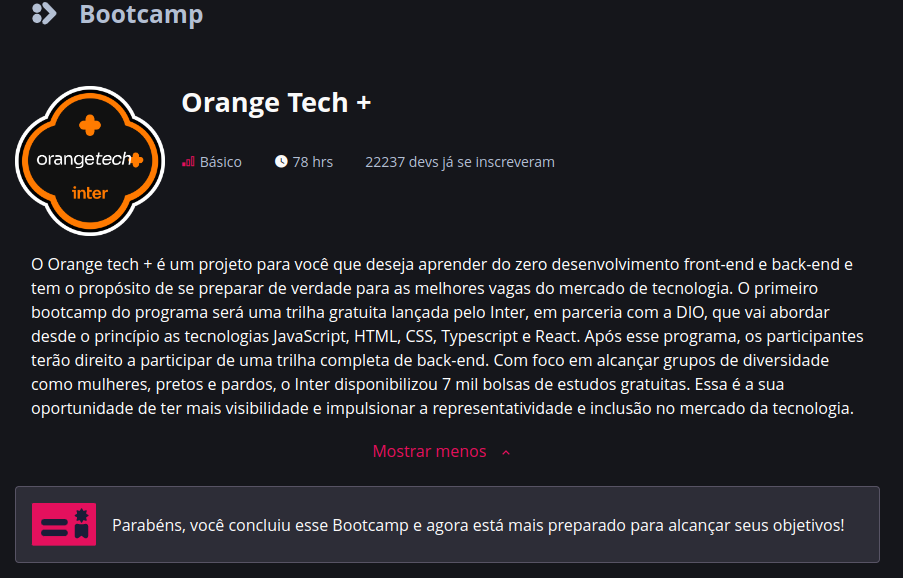 Bootcamp
Orange Tech +
orangetech
inter
Básico 78 hrs 22237 devs já se inscreveram
O Orange tech + é um projeto para você que deseja aprender do zero desenvolvimento front-end e back-end e
tem o propósito de se preparar de verdade para as melhores vagas do mercado de tecnologia. O primeiro
bootcamp do programa será uma trilha gratuita lançada pelo Inter, em parceria com a DIO, que vai abordar
desde o princípio as tecnologias JavaScript, HTML, CSS, Typescript e React. Após esse programa, os participantes
terão direito a participar de uma trilha completa de back-end. Com foco em alcançar grupos de diversidade
como mulheres, pretos e pardos, o Inter disponibilizou 7 mil bolsas de estudos gratuitas. Essa é a sua
oportunidade de ter mais visibilidade e impulsionar a representatividade e inclusão no mercado da tecnologia.
Mostrar menos
Parabéns, você concluiu esse Bootcamp e agora está mais preparado para alcançar seus objetivos!